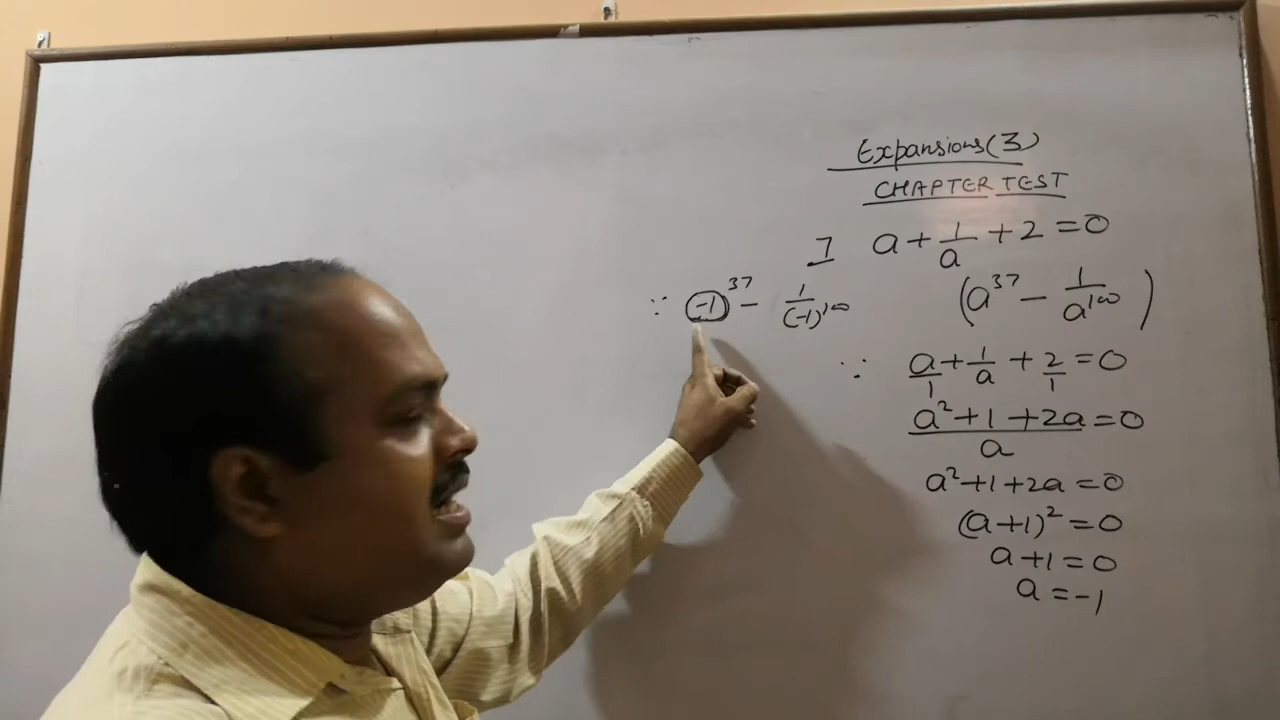 Expansions(3)
CHAPTER TEST
7 a + 1/a + 2 = 0
(a³⁷ − 1/a¹⁰⁰)
∵ (-1)³⁷ − 1/(-1)¹⁰⁰
∵ a/1 + 1/a + 2/1 = 0
a² + 1 + 2a / a = 0
a² + 1 + 2a = 0
(a + 1)² = 0
a + 1 = 0
a = -1